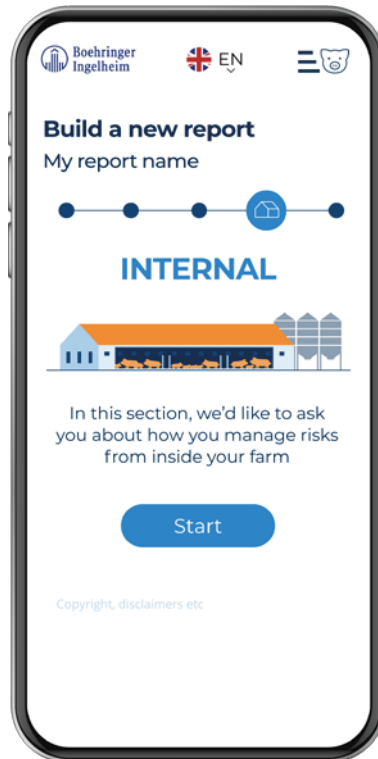 Boehringer
Ingelheim
EN
Build a new report
My report name
INTERNAL
In this section, we'd like to ask
you about how you manage risks
from inside your farm
Start
Copyright, disclaimers etc